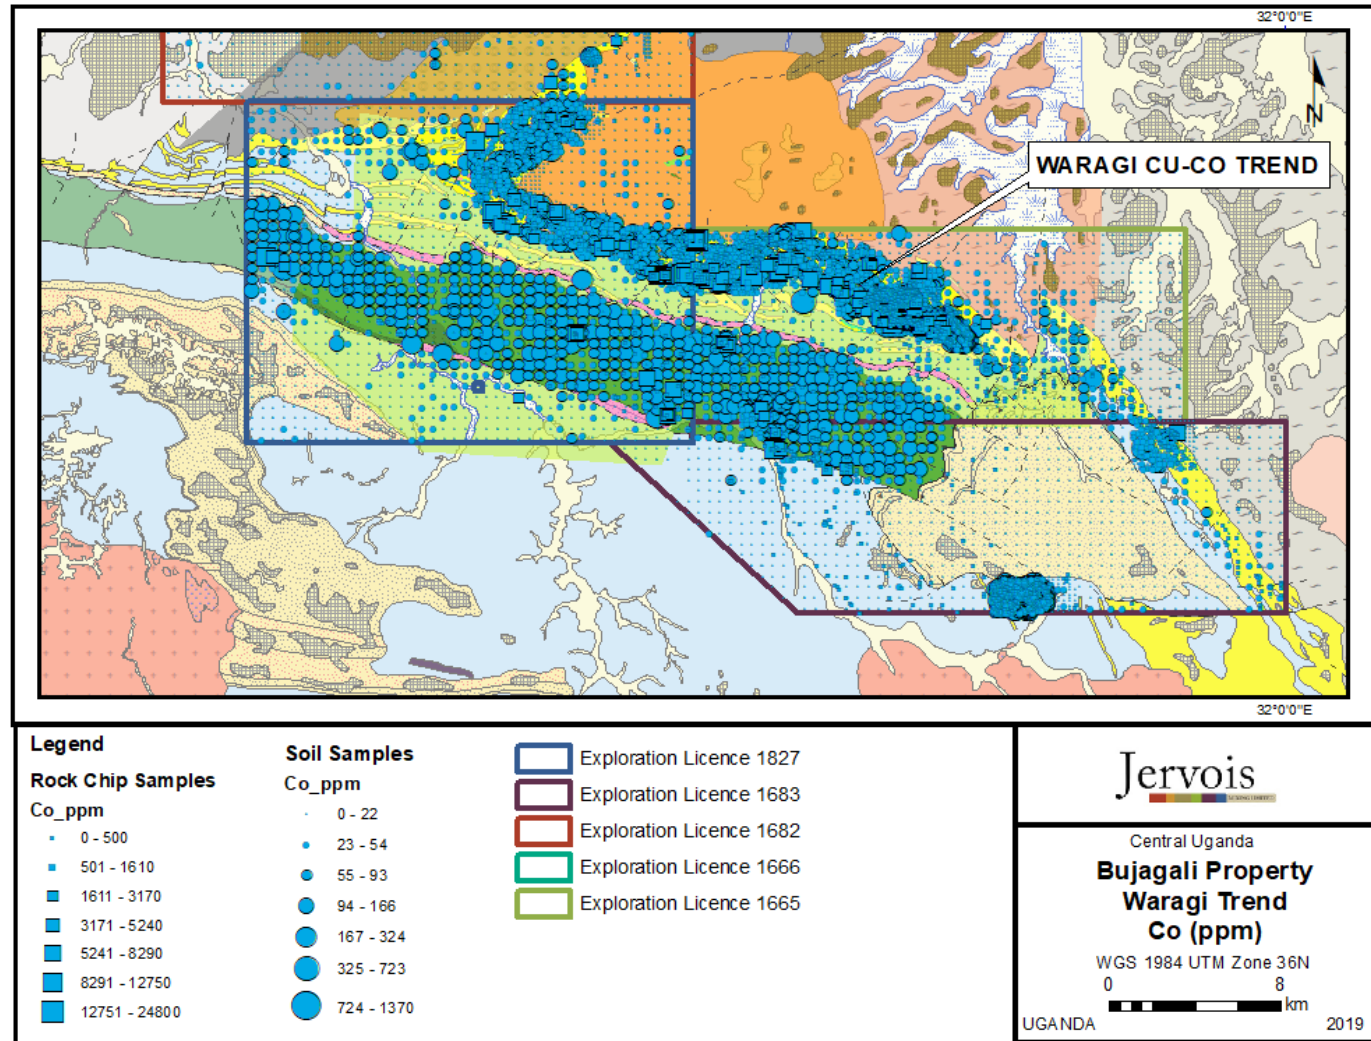 32°0'0"E
N
WARAGI CU-CO TREND
32°0'0"E
Legend
Rock Chip Samples
Co_ppm
0 - 500
501 - 1610
1611 - 3170
3171 - 5240
5241 - 8290
8291 - 12750
12751 - 24800
Soil Samples
Co_ppm
0 - 22
23 - 54
55 - 93
94 - 166
167 - 324
325 - 723
724 - 1370
Exploration Licence 1827
Exploration Licence 1683
Exploration Licence 1682
Exploration Licence 1666
Exploration Licence 1665
Jervois
Central Uganda
Bujagali Property
Waragi Trend
Co (ppm)
WGS 1984 UTM Zone 36N
0 8
km
UGANDA 2019